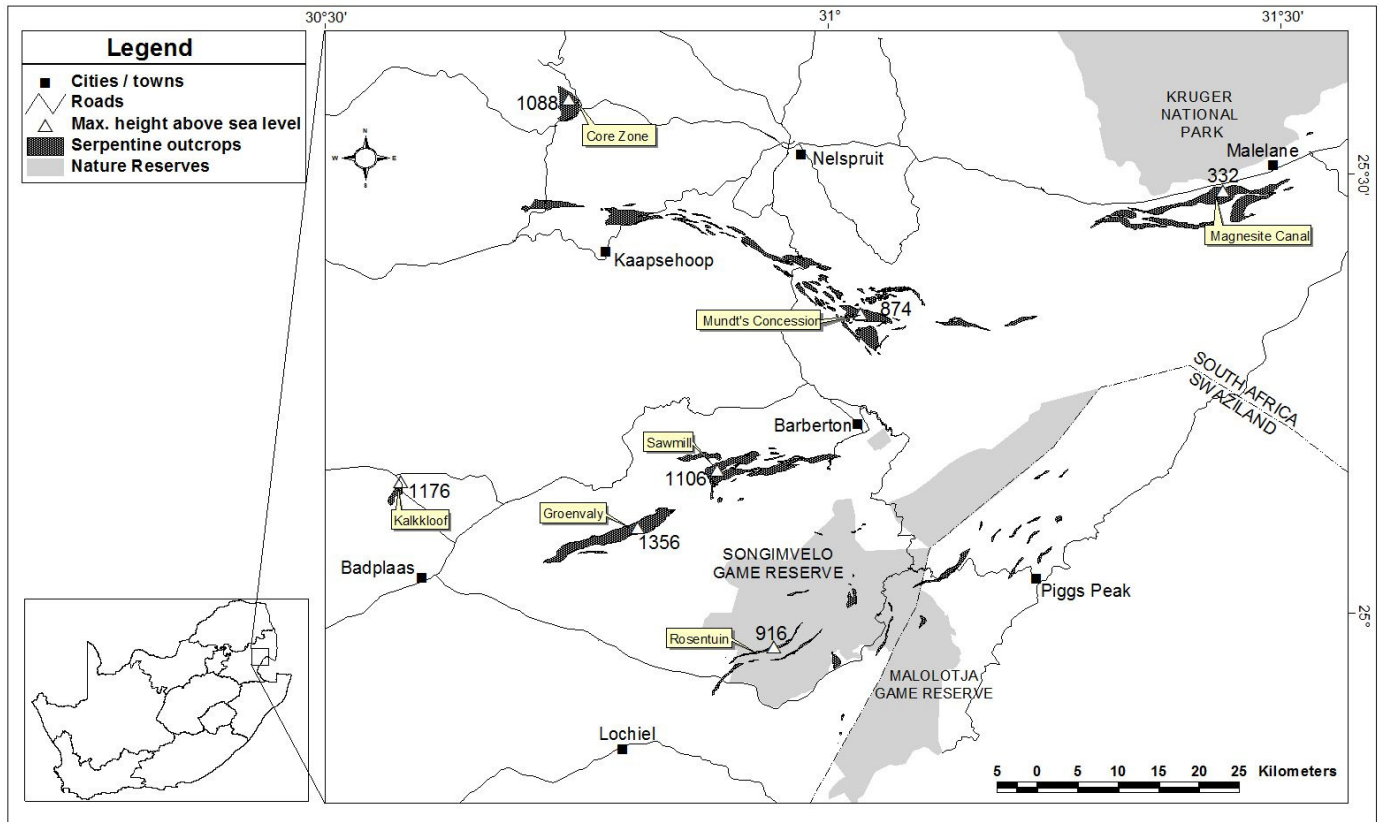 30°30'
31°
31°30'
Legend
Cities / towns
Roads
Max. height above sea level
Serpentine outcrops
Nature Reserves
N
W
E
S
1088
Core Zone
Nelspruit
KRUGER
NATIONAL
PARK
Malelane
332
25°30'
Magnesite Canal
Kaapsehoop
Mundt's Concession
874
SOUTH AFRICA
SWAZILAND
Barberton
Sawmill
1106
1176
Kalkkloof
Groenvaly
1356
Badplaas
SONGIMVELO
GAME RESERVE
Piggs Peak
Rosentuin
916
25°
MALOLOTJA
GAME RESERVE
Lochiel
5 0 5 10 15 20 25 Kilometers